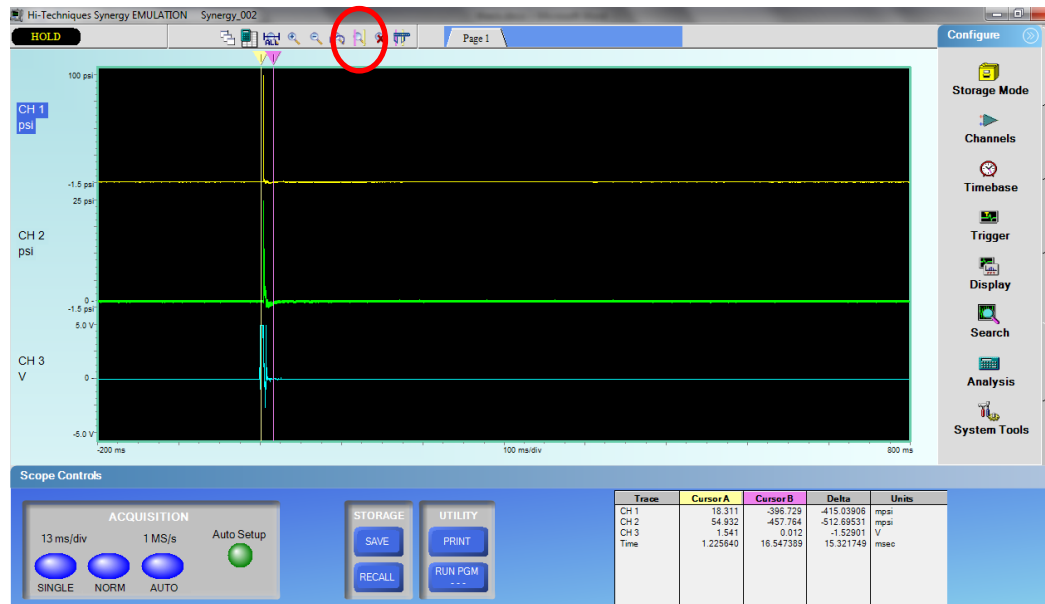 Hi-Techniques Synergy EMULATION Synergy_002
HOLD
ALL
Page 1
Configure
100 psi
CH 1
psi
-1.5 psi
25 psi
CH 2
psi
0
-1.5 psi
5.0 V
CH 3
V
0
-5.0 V
-200 ms
100 ms/div
800 ms
Storage Mode
Channels
Timebase
Trigger
Display
Search
Analysis
System Tools
Scope Controls
ACQUISITION
13 ms/div 1 MS/s Auto Setup
SINGLE NORM AUTO
STORAGE
SAVE
RECALL
UTILITY
PRINT
RUN PGM
---
Trace Cursor A Cursor B Delta Units
CH 1 18.311 -396.729 -415.03906 mpsi
CH 2 54.932 -457.764 -512.69531 mpsi
CH 3 1.541 0.012 -1.52901 V
Time 1.225640 16.547389 15.321749 msec